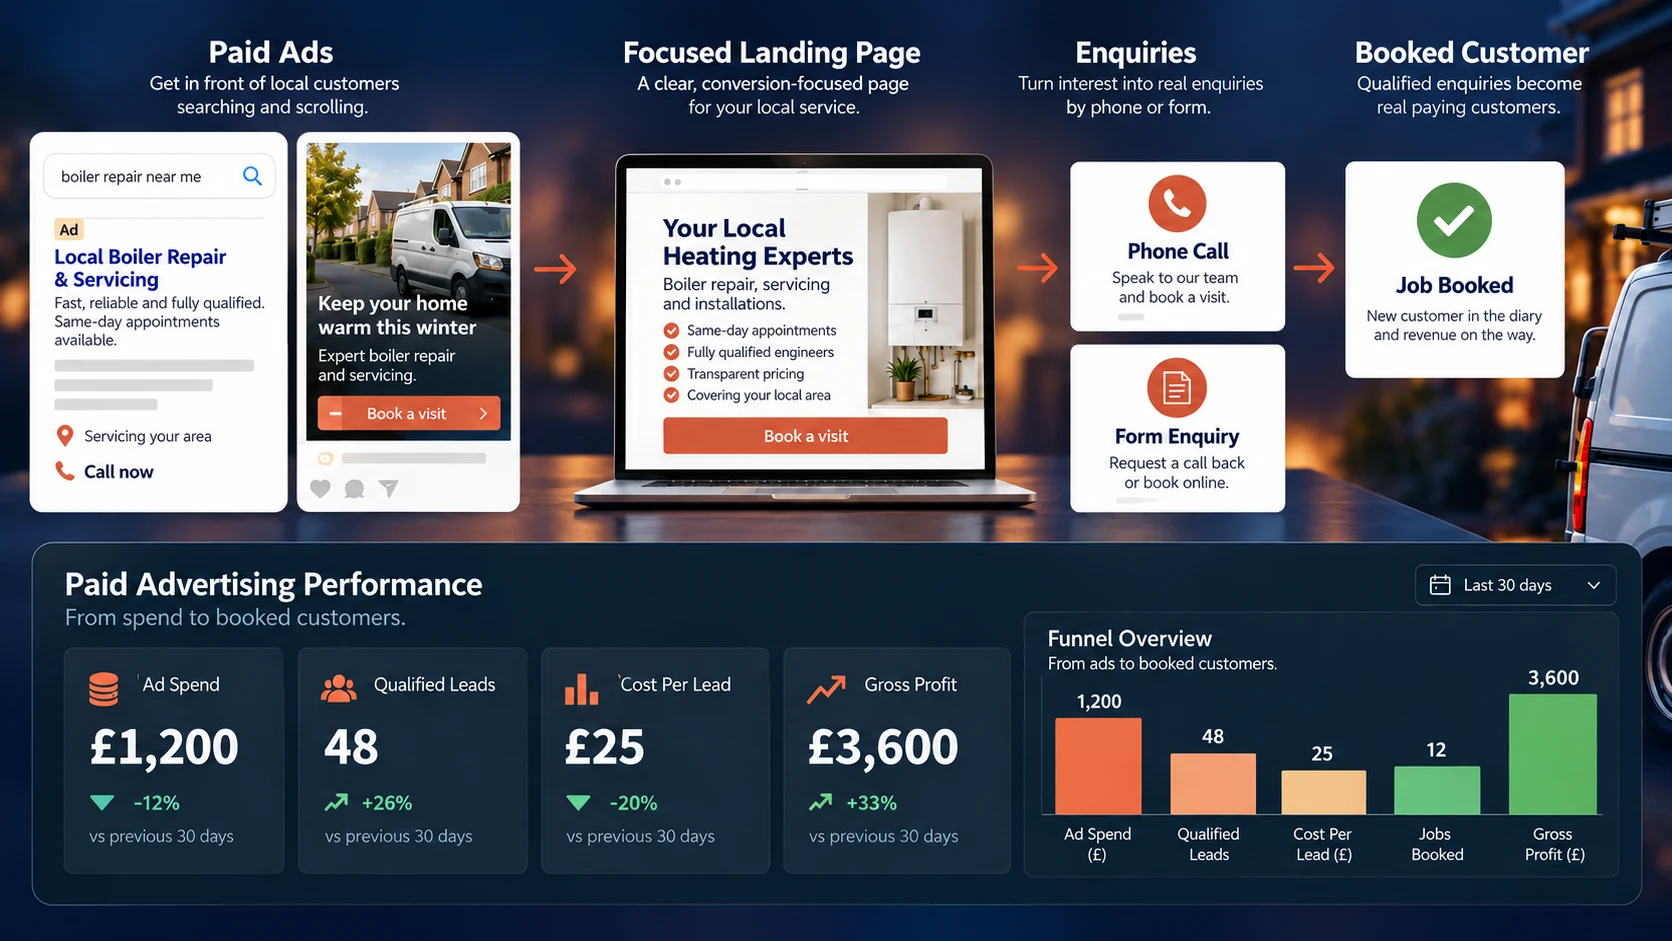 Paid Ads
Get in front of local customers
searching and scrolling.
boiler repair near me
Ad
Local Boiler Repair
& Servicing
Fast, reliable and fully qualified.
Same-day appointments
available.
Servicing your area
Call now
Keep your home
warm this winter
Expert boiler repair
and servicing.
Book a visit
Focused Landing Page
A clear, conversion-focused page
for your local service.
Your Local
Heating Experts
Boiler repair, servicing
and installations.
Same-day appointments
Fully qualified engineers
Transparent pricing
Covering your local area
Book a visit
Enquiries
Turn interest into real enquiries
by phone or form.
Phone Call
Speak to our team
and book a visit.
Form Enquiry
Request a call back
or book online.
Booked Customer
Qualified enquiries become
real paying customers.
Job Booked
New customer in the diary
and revenue on the way.
Paid Advertising Performance
From spend to booked customers.
Last 30 days
Ad Spend
£1,200
-12%
vs previous 30 days
Qualified Leads
48
+26%
vs previous 30 days
Cost Per Lead
£25
-20%
vs previous 30 days
Gross Profit
£3,600
+33%
vs previous 30 days
Funnel Overview
From ads to booked customers.
1,200
48
25
12
3,600
Ad Spend
(£)
Qualified
Leads
Cost Per
Lead (£)
Jobs
Booked
Gross
Profit (£)